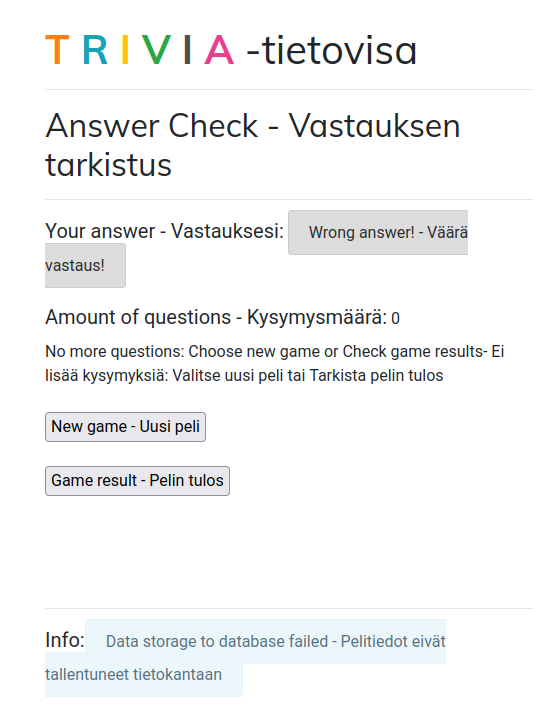 T R I V I A -tietovisa
Answer Check - Vastauksen
tarkistus
Your answer - Vastauksesi: Wrong answer! - Väärä
vastaus!
Amount of questions - Kysymysmäärä: 0
No more questions: Choose new game or Check game results- Ei
lisää kysymyksiä: Valitse uusi peli tai Tarkista pelin tulos
New game - Uusi peli
Game result - Pelin tulos
Info: Data storage to database failed - Pelitiedot eivät
tallentuneet tietokantaan